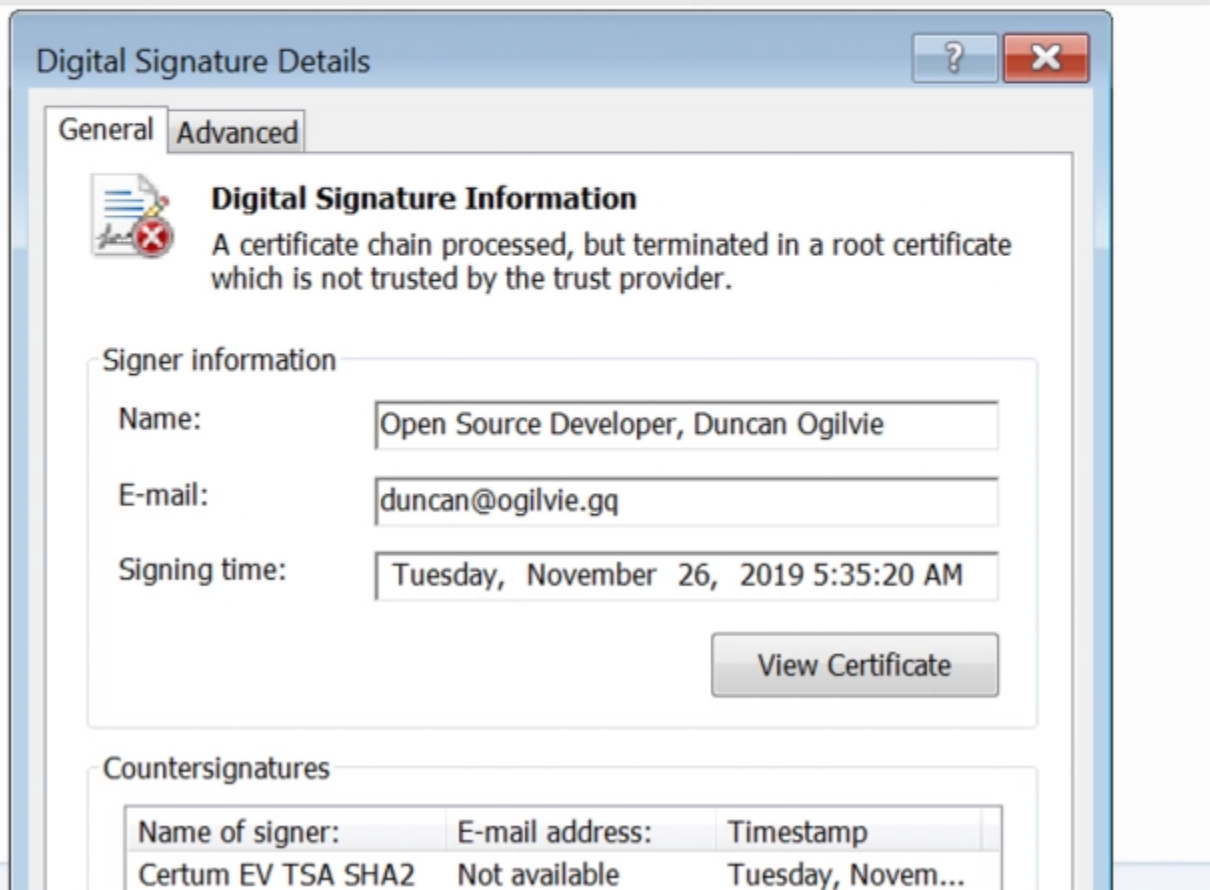 Digital Signature Details
General Advanced
Digital Signature Information
A certificate chain processed, but terminated in a root certificate
which is not trusted by the trust provider.
Signer information
Name: Open Source Developer, Duncan Ogilvie
E-mail: duncan@ogilvie.gq
Signing time: Tuesday, November 26, 2019 5:35:20 AM
View Certificate
Countersignatures
Name of signer: E-mail address: Timestamp
Certum EV TSA SHA2 Not available Tuesday, Novem...